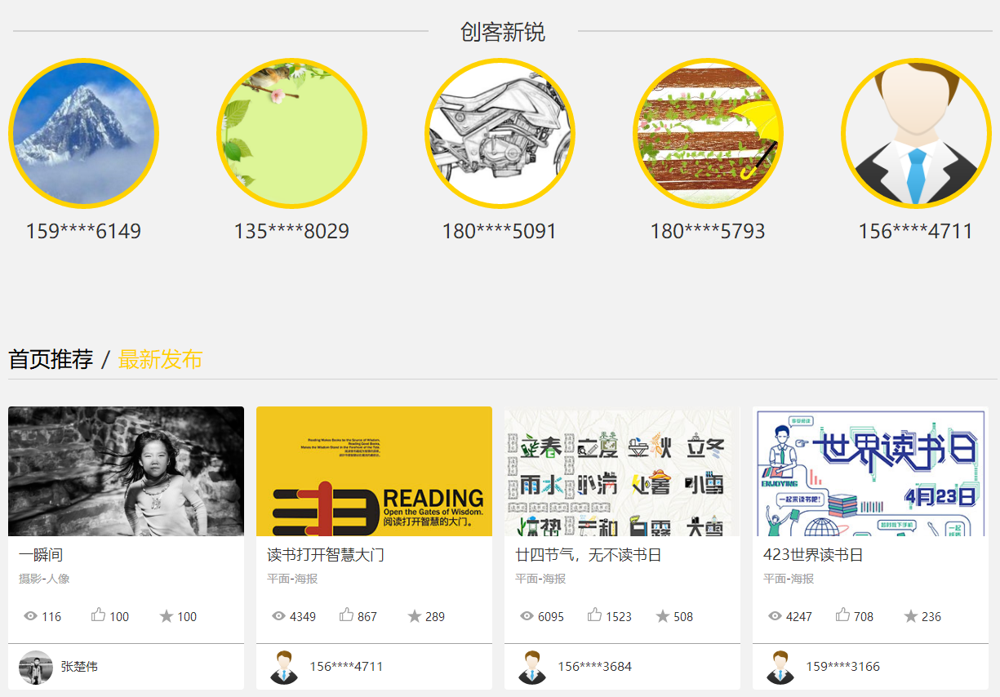 创客新锐
159****6149
135****8029
180****5091
180****5793
156****4711
首页推荐 / 最新发布
READING
Open the Gates of Wisdom.
阅读打开智慧的大门。
立春 立夏 立秋 立冬
雨水 小满 处暑 小雪
白露 大雪
世界读书日
4月23日
ENJOYING
一起来读书吧!
一瞬间
摄影-人像
116 100 100
张楚伟
读书打开智慧大门
平面-海报
4349 867 289
156****4711
廿四节气，无不读书日
平面-海报
6095 1523 508
156****3684
423世界读书日
平面-海报
4247 708 236
159****3166